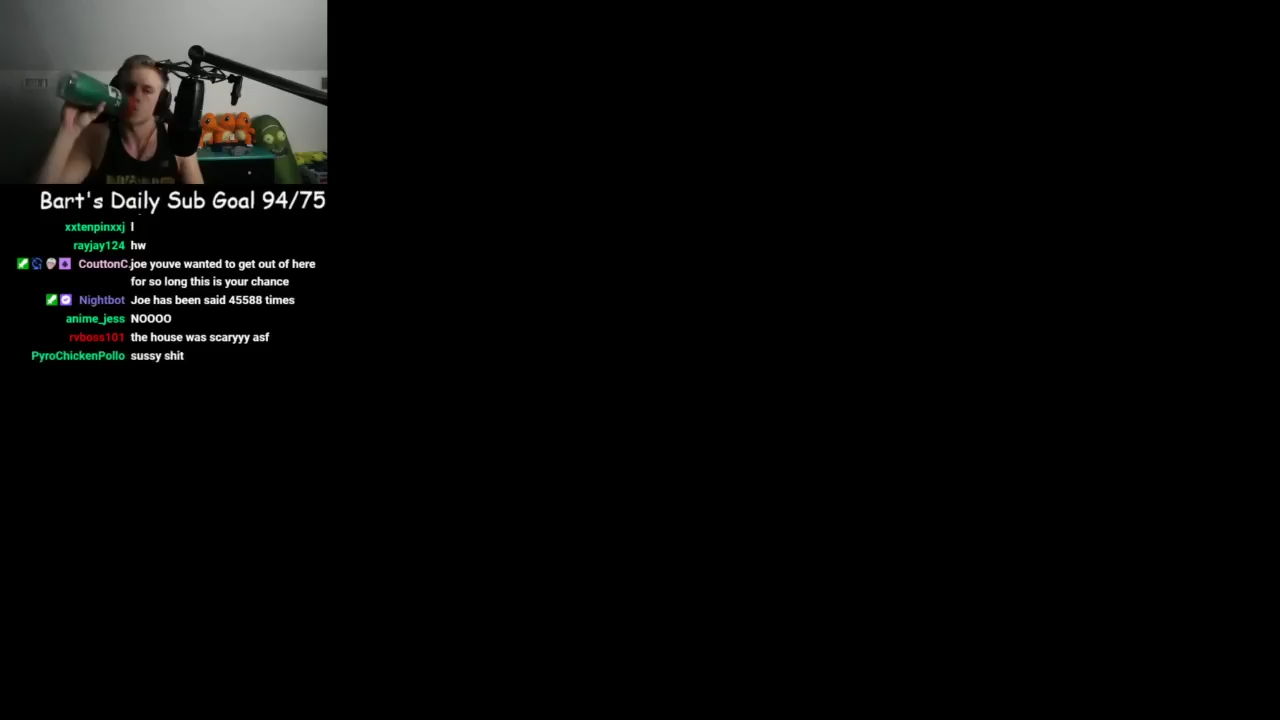 Bart's Daily Sub Goal 94/75
xxtenpinxxj l
rayjay124 hw
CouttonC. joe youve wanted to get out of here
for so long this is your chance
Nightbot Joe has been said 45588 times
anime_jess NOOOO
rvboss101 the house was scaryyy asf
PyroChickenPollo sussy shit